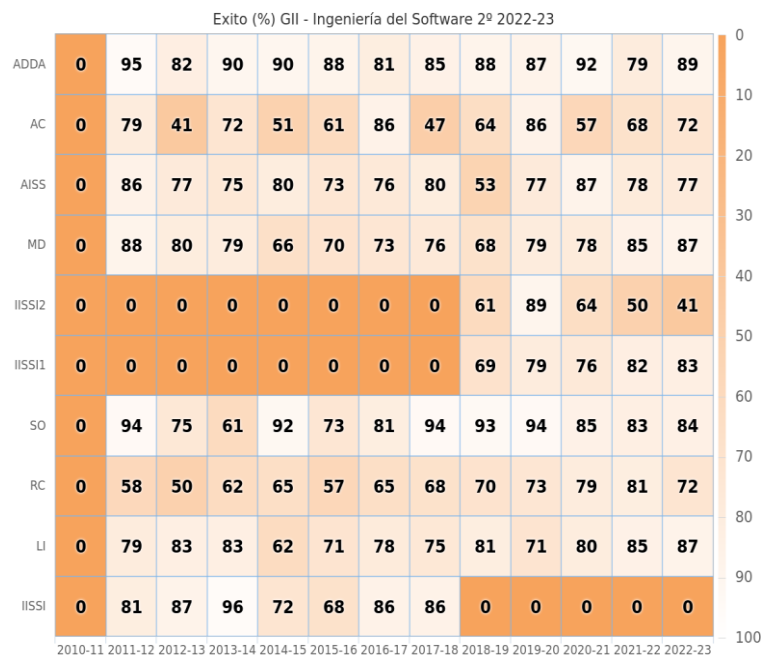 Exito (%) GII - Ingeniería del Software 2º 2022-23
ADDA 0 95 82 90 90 88 81 85 88 87 92 79 89
AC 0 79 41 72 51 61 86 47 64 86 57 68 72
AISS 0 86 77 75 80 73 76 80 53 77 87 78 77
MD 0 88 80 79 66 70 73 76 68 79 78 85 87
IISSI2 0 0 0 0 0 0 0 0 61 89 64 50 41
IISSI1 0 0 0 0 0 0 0 0 69 79 76 82 83
SO 0 94 75 61 92 73 81 94 93 94 85 83 84
RC 0 58 50 62 65 57 65 68 70 73 79 81 72
LI 0 79 83 83 62 71 78 75 81 71 80 85 87
IISSI 0 81 87 96 72 68 86 86 0 0 0 0 0
2010-11 2011-12 2012-13 2013-14 2014-15 2015-16 2016-17 2017-18 2018-19 2019-20 2020-21 2021-22 2022-23
0
10
20
30
40
50
60
70
80
90
100